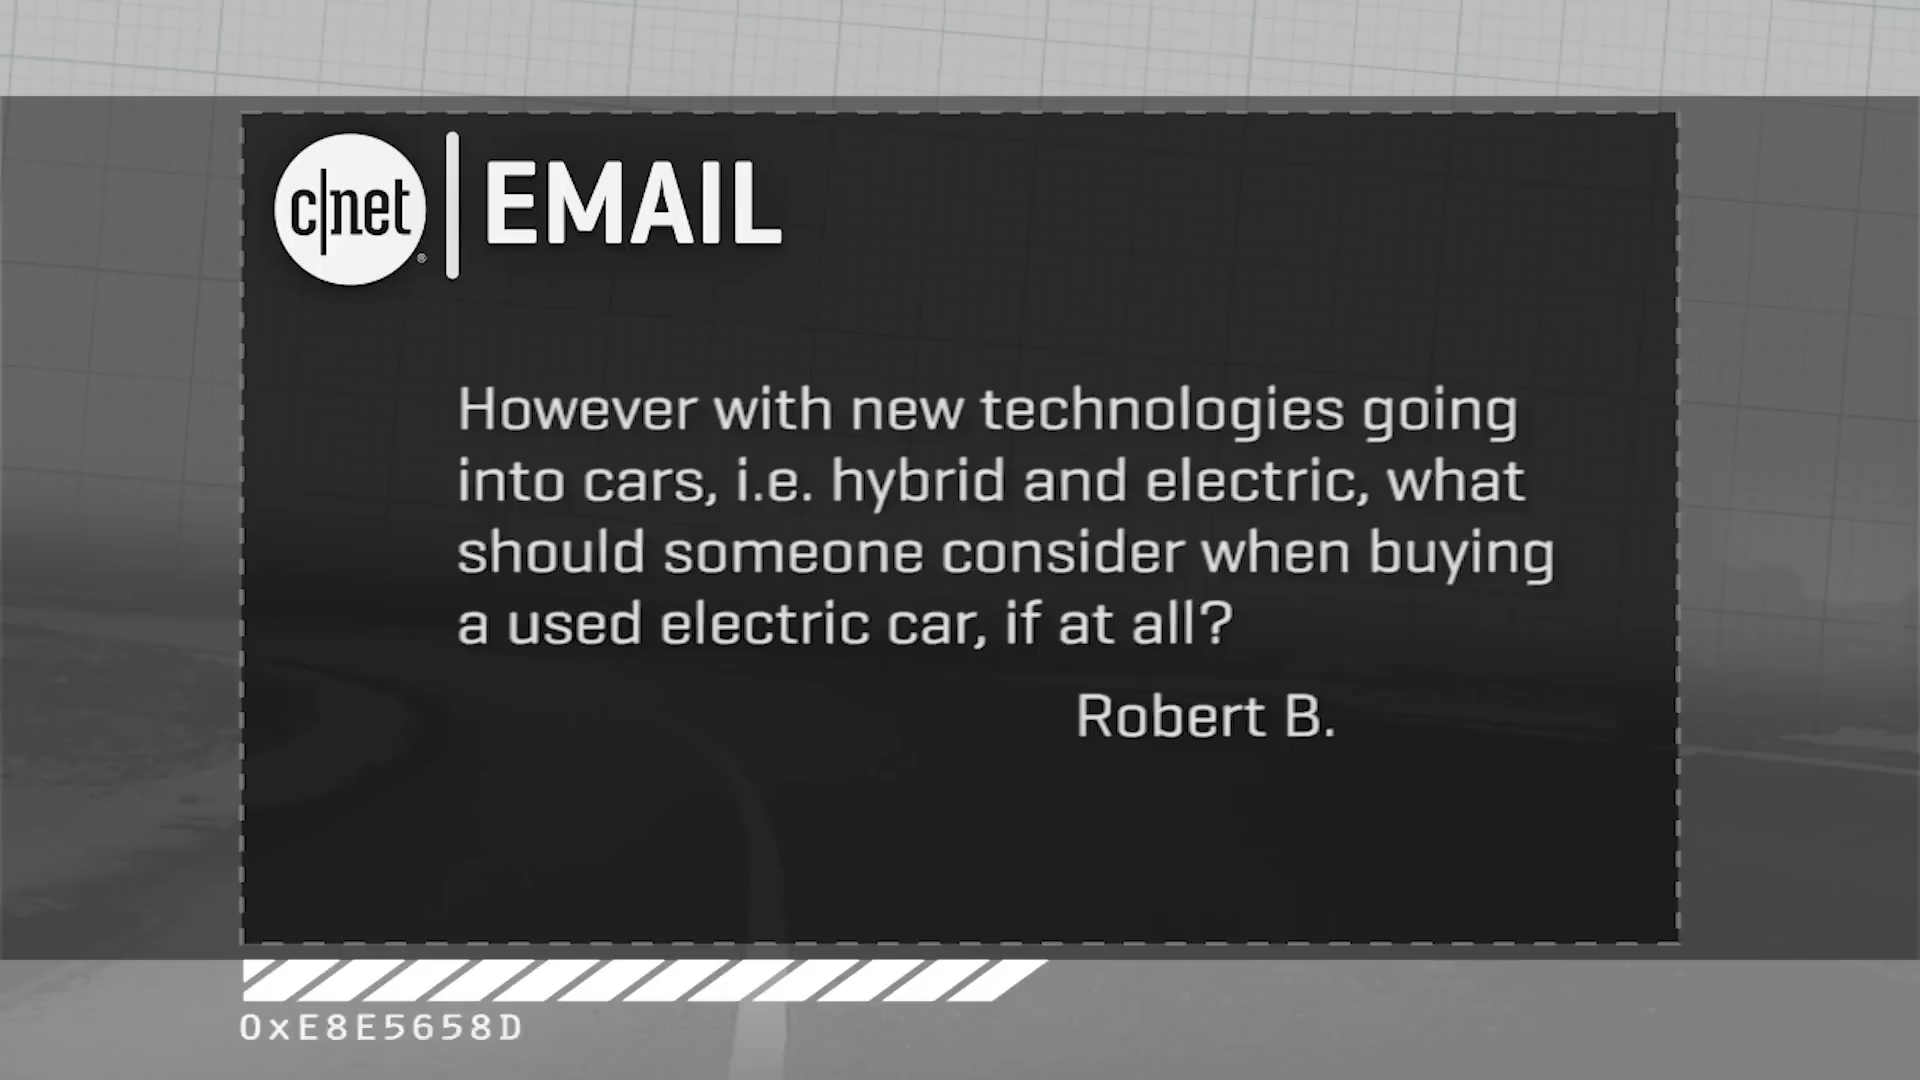 c|net
®
EMAIL
However with new technologies going
into cars, i.e. hybrid and electric, what
should someone consider when buying
a used electric car, if at all?
Robert B.
0xE8E5658D